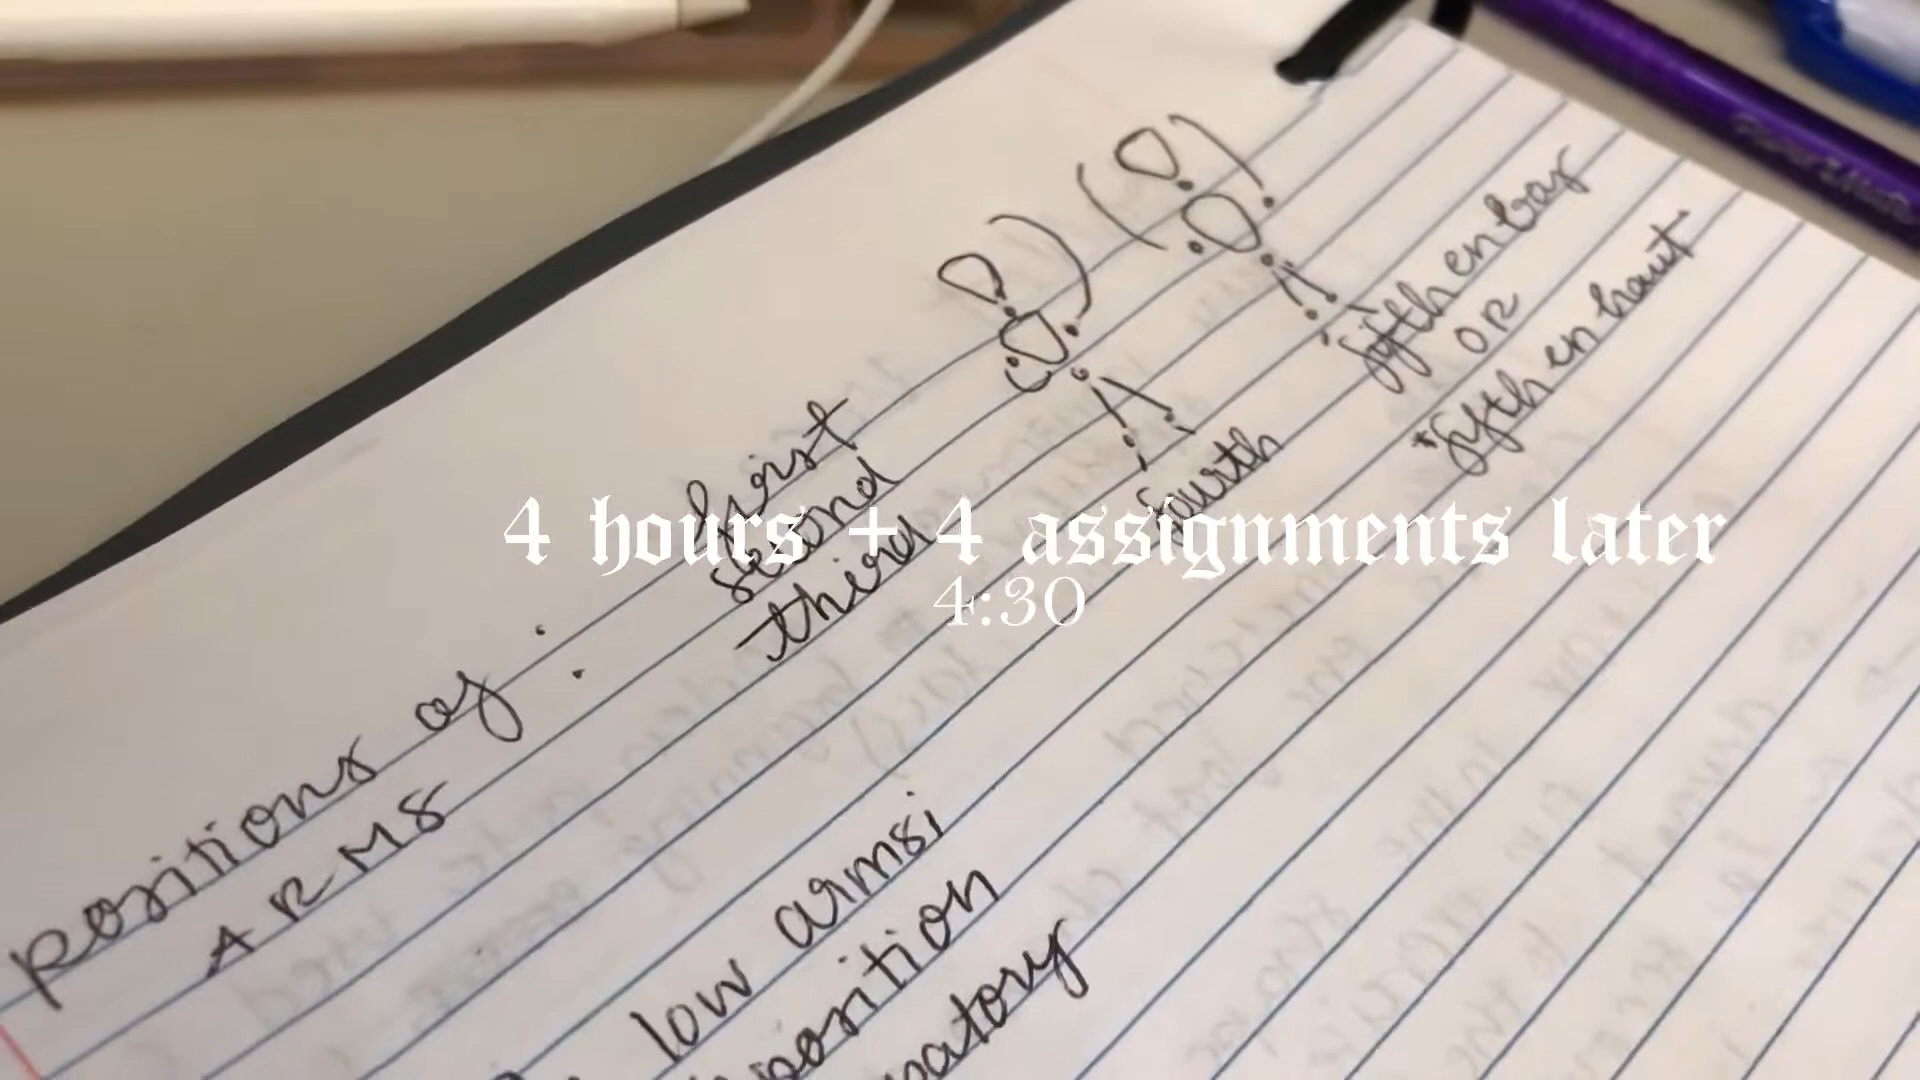 positions of :
ARMS
first
second
third
fourth
fifth en bas
OR
fifth en haut
low arms
position
4 hours + 4 assignments later
4:30